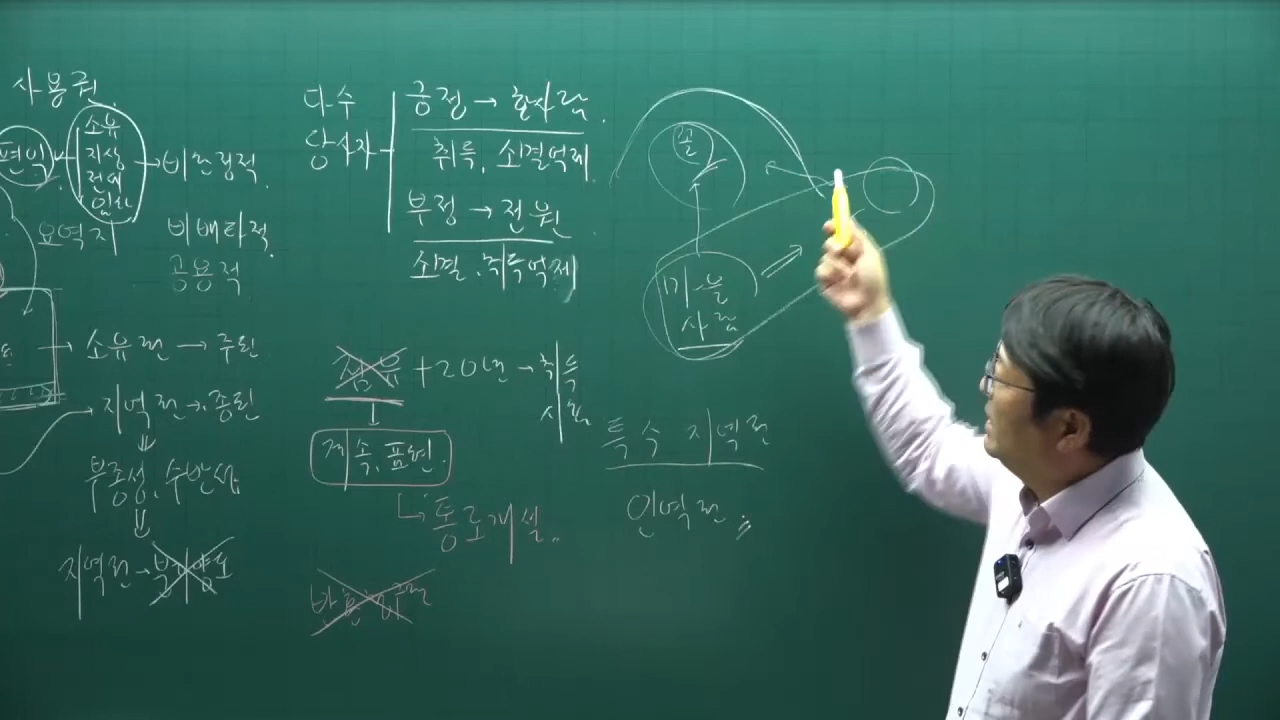 사용권
편익
소유
지상
전세
임차
→ 비한정적
요역지
비배타적
공용적
→ 소유권 → 주된
→ 지역권 → 종된
부종성, 수반성
지역권 →
다수
당사자
긍정 → 한사람
취득, 소멸억제
부정 → 전원
소멸, 취득억제
점유 + 20년 → 취득
시효
계속, 표현
통로개설
꼴
마을
사람
특수 지역권
인역권